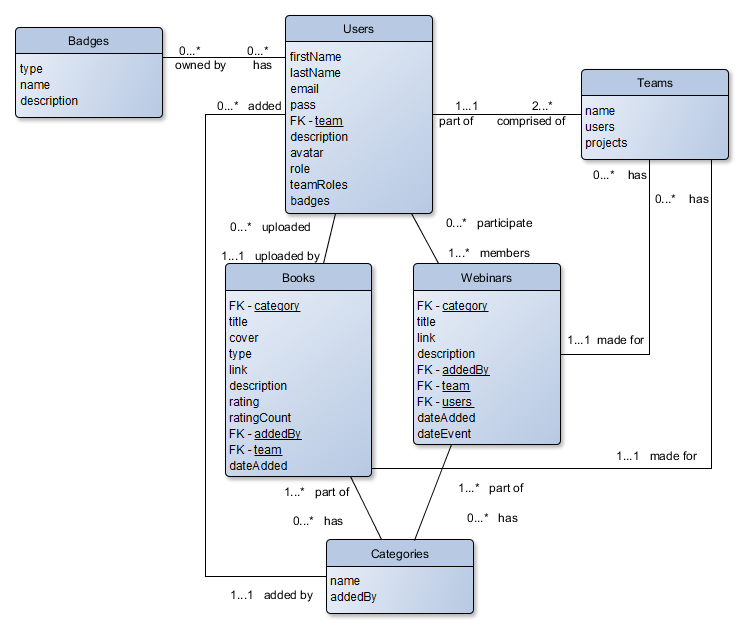 Users
firstName
lastName
email
pass
FK - team
description
avatar
role
teamRoles
badges
Badges
type
name
description
0...* 0...*
owned by has
Teams
name
users
projects
1...1 2...*
part of comprised of
0...* added
0...* has
0...* has
0...* uploaded
1...1 uploaded by
0...* participate
1...* members
Books
FK - category
title
cover
type
link
description
rating
ratingCount
FK - addedBy
FK - team
dateAdded
Webinars
FK - category
title
link
description
FK - addedBy
FK - team
FK - users
dateAdded
dateEvent
1...1 made for
1...1 made for
1...* part of
0...* has
1...* part of
0...* has
Categories
name
addedBy
1...1 added by